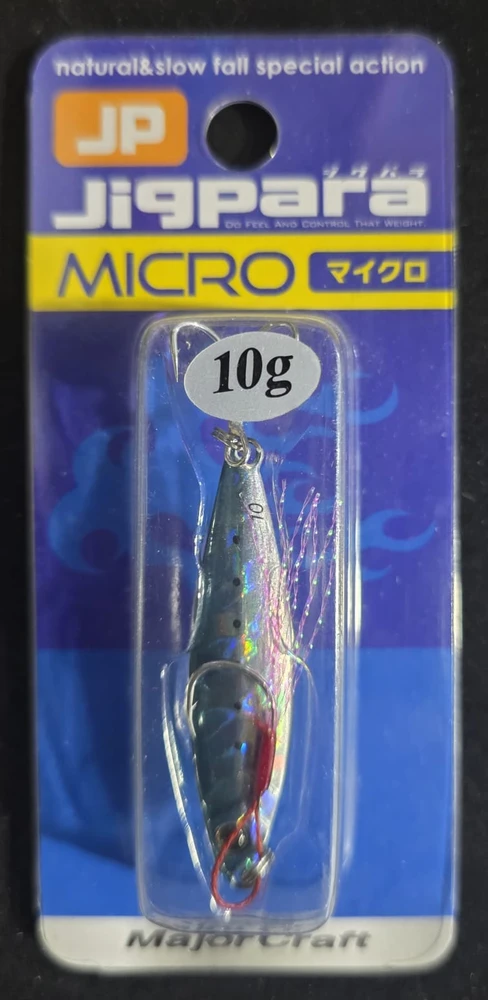 natural&slow fall special action
JP
ジグパラ
Jigpara
DO FEEL AND CONTROL THAT WEIGHT.
MICRO マイクロ
10g
10
MajorCraft